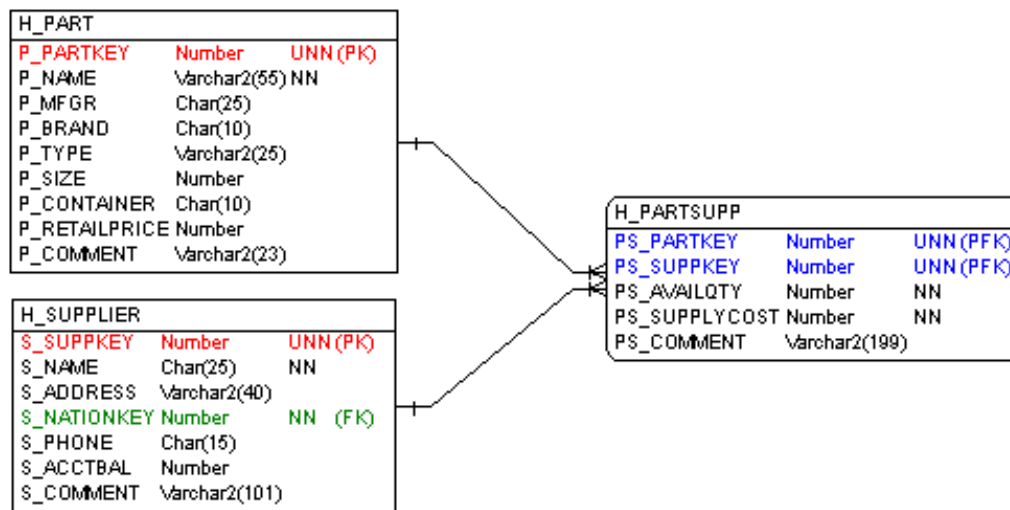 H_PART
P_PARTKEY Number UNN (PK)
P_NAME Varchar2(55) NN
P_MFGR Char(25)
P_BRAND Char(10)
P_TYPE Varchar2(25)
P_SIZE Number
P_CONTAINER Char(10)
P_RETAILPRICE Number
P_COMMENT Varchar2(23)
H_SUPPLIER
S_SUPPKEY Number UNN (PK)
S_NAME Char(25) NN
S_ADDRESS Varchar2(40)
S_NATIONKEY Number NN (FK)
S_PHONE Char(15)
S_ACCTBAL Number
S_COMMENT Varchar2(101)
H_PARTSUPP
PS_PARTKEY Number UNN (PFK)
PS_SUPPKEY Number UNN (PFK)
PS_AVAILQTY Number NN
PS_SUPPLYCOST Number NN
PS_COMMENT Varchar2(199)